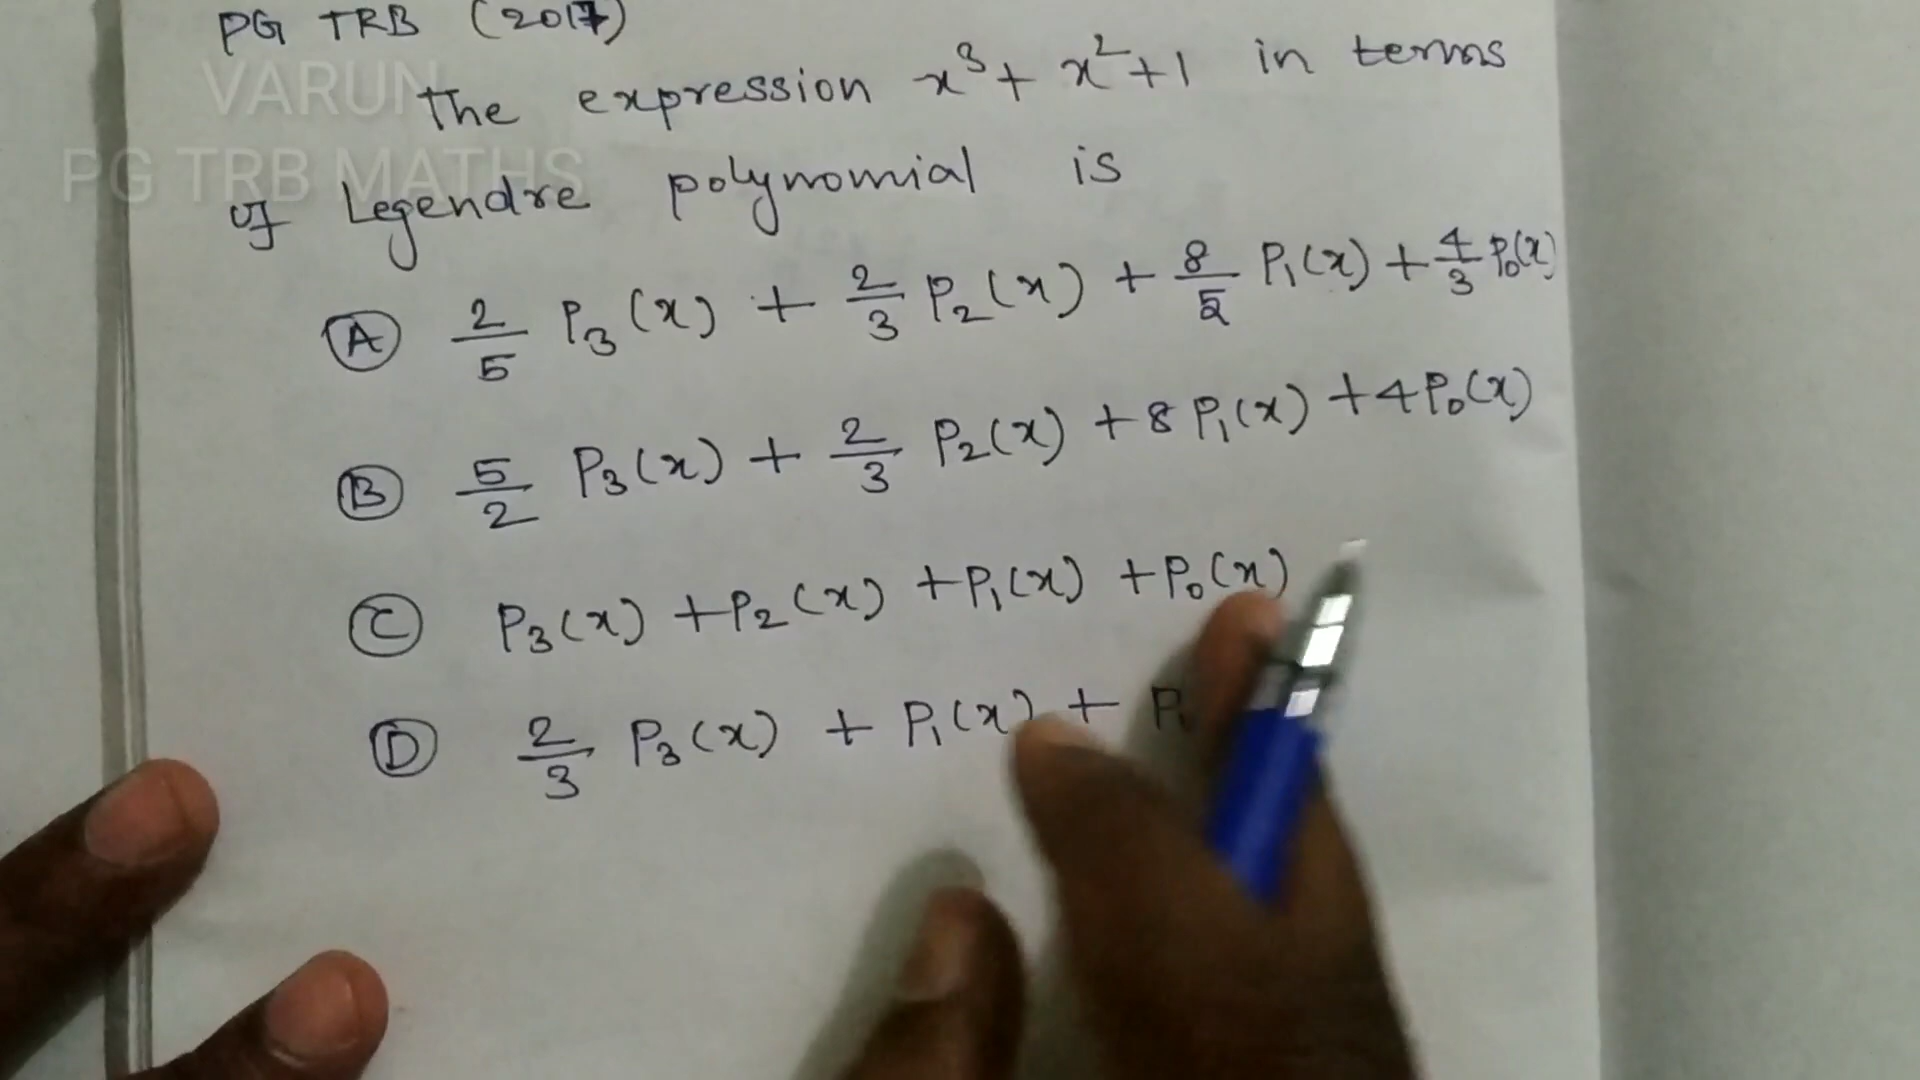 PG TRB (2017)
The expression x³ + x² + 1 in terms
of Legendre polynomial is
(A) 2/5 P₃(x) + 2/3 P₂(x) + 8/5 P₁(x) + 4/3 P₀(x)
(B) 5/2 P₃(x) + 2/3 P₂(x) + 8 P₁(x) + 4P₀(x)
(C) P₃(x) + P₂(x) + P₁(x) + P₀(x)
(D) 2/3 P₃(x) + P₁(x) + P
VARUN
PG TRB MATHS